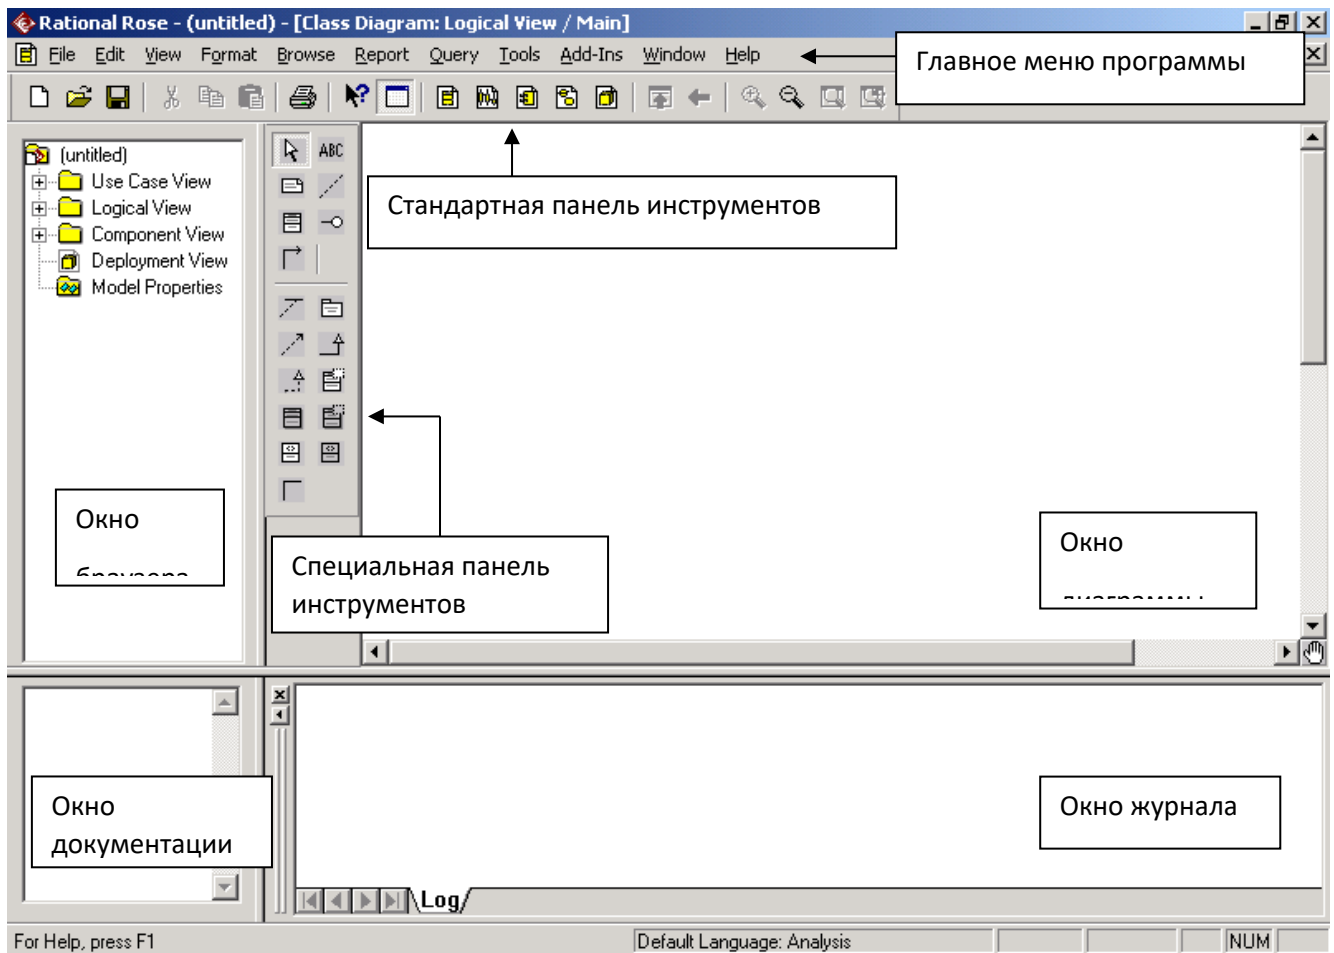 Rational Rose - (untitled) - [Class Diagram: Logical View / Main]
File Edit View Format Browse Report Query Tools Add-Ins Window Help
Главное меню программы
(untitled)
Use Case View
Logical View
Component View
Deployment View
Model Properties
ABC
Стандартная панель инструментов
Окно
браузера
Специальная панель
инструментов
Окно
диаграммы
Окно
документации
Окно журнала
Log
For Help, press F1
Default Language: Analysis
NUM